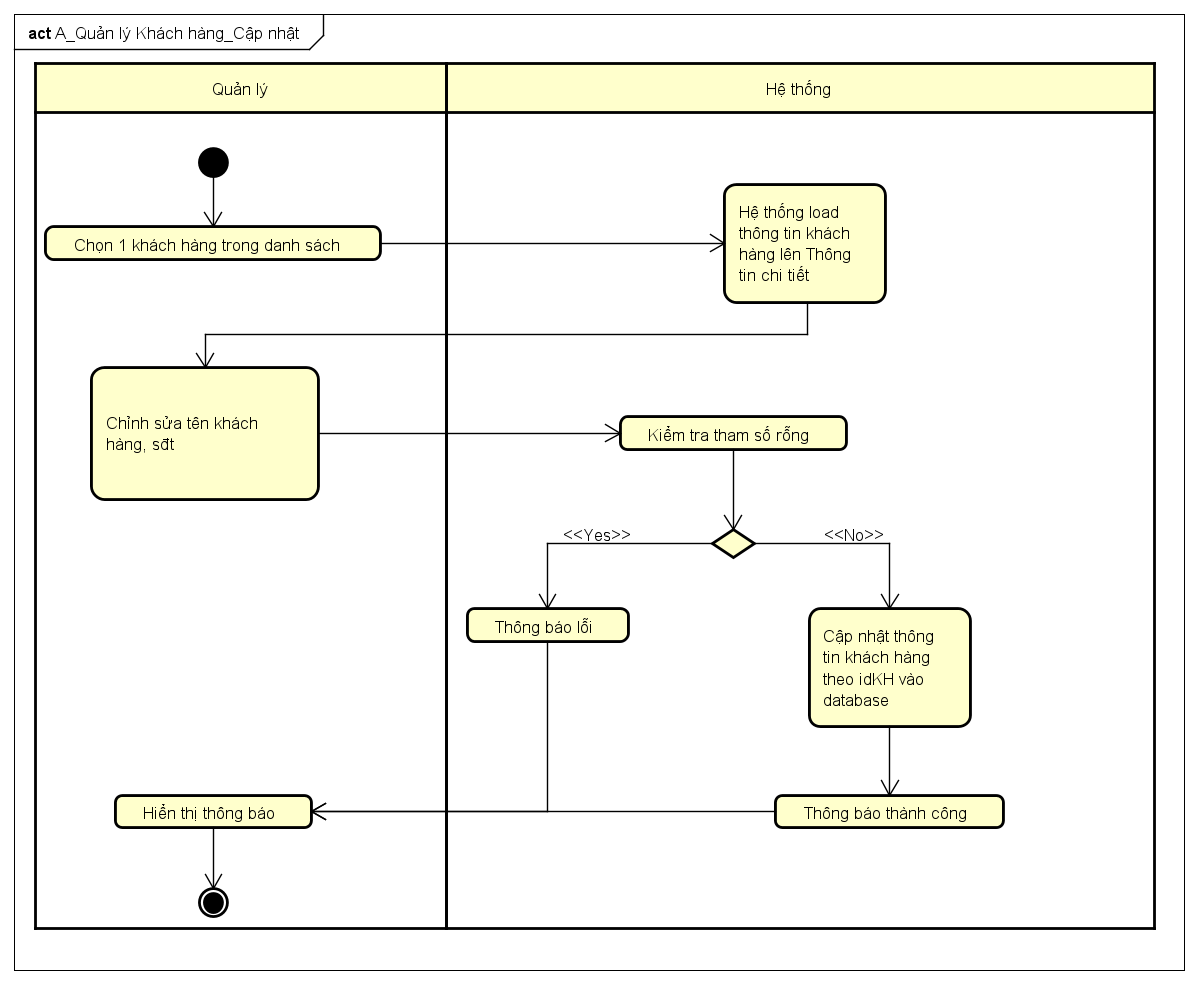 act A_Quản lý Khách hàng_Cập nhật
Quản lý
Hệ thống
Chọn 1 khách hàng trong danh sách
Hệ thống load
thông tin khách
hàng lên Thông
tin chi tiết
Chỉnh sửa tên khách
hàng, sđt
Kiểm tra tham số rỗng
<<Yes>>
<<No>>
Thông báo lỗi
Cập nhật thông
tin khách hàng
theo idKH vào
database
Hiển thị thông báo
Thông báo thành công